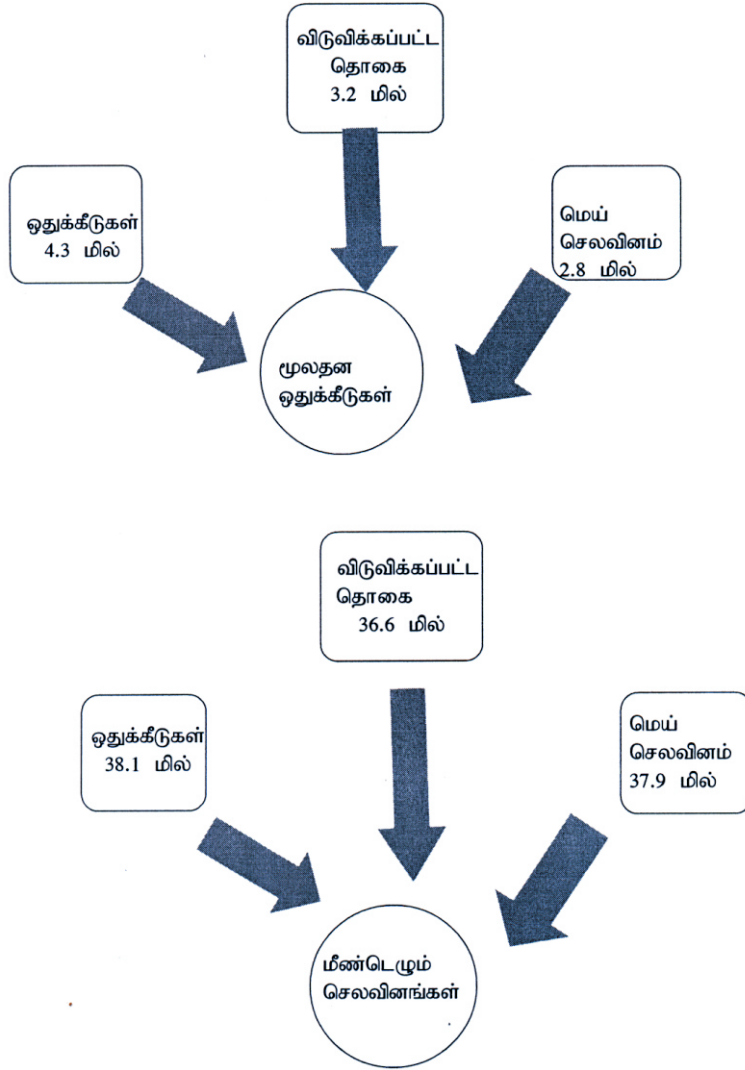 விடுவிக்கப்பட்ட
தொகை
3.2 மில்
ஒதுக்கீடுகள்
4.3 மில்
மெய்
செலவினம்
2.8 மில்
மூலதன
ஒதுக்கீடுகள்
விடுவிக்கப்பட்ட
தொகை
36.6 மில்
ஒதுக்கீடுகள்
38.1 மில்
மெய்
செலவினம்
37.9 மில்
மீண்டெழும்
செலவினங்கள்